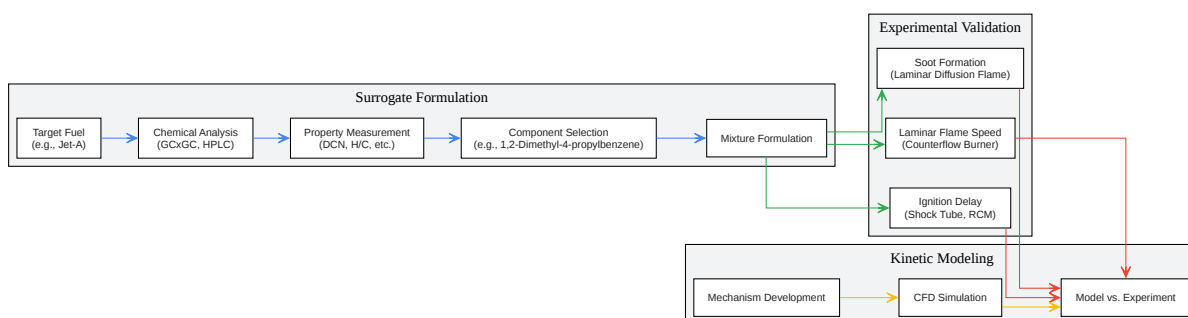 Experimental Validation
Soot Formation
(Laminar Diffusion Flame)
Surrogate Formulation
Target Fuel
(e.g., Jet-A)
Chemical Analysis
(GCxGC, HPLC)
Property Measurement
(DCN, H/C, etc.)
Component Selection
(e.g., 1,2-Dimethyl-4-propylbenzene)
Mixture Formulation
Laminar Flame Speed
(Counterflow Burner)
Ignition Delay
(Shock Tube, RCM)
Kinetic Modeling
Mechanism Development
CFD Simulation
Model vs. Experiment